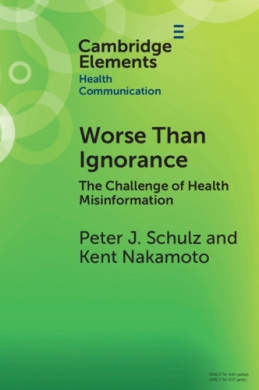 Cambridge
Elements
Health
Communication
Worse Than
Ignorance
The Challenge of Health
Misinformation
Peter J. Schulz and
Kent Nakamoto